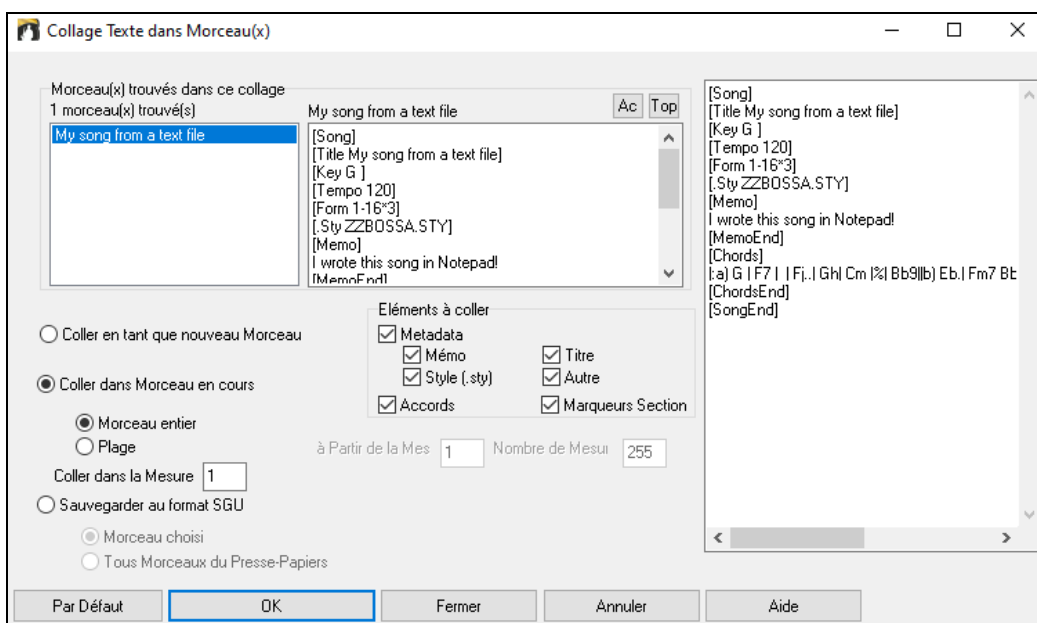 Collage Texte dans Morceau(x)
Morceau(x) trouvés dans ce collage
1 morceau(x) trouvé(s)
My song from a text file
My song from a text file
Ac
Top
[Song]
[Title My song from a text file]
[Key G ]
[Tempo 120]
[Form 1-16*3]
[.Sty ZZBOSSA.STY]
[Memo]
I wrote this song in Notepad!
[MemoEnd]
[Song]
[Title My song from a text file]
[Key G ]
[Tempo 120]
[Form 1-16*3]
[.Sty ZZBOSSA.STY]
[Memo]
I wrote this song in Notepad!
[MemoEnd]
[Chords]
|:a) G | F7 | | Fj..| Gh| Cm |%| Bb9||b) Eb.| Fm7 Bb
[ChordsEnd]
[SongEnd]
Coller en tant que nouveau Morceau
Coller dans Morceau en cours
Morceau entier
Plage
Coller dans la Mesure 1
Sauvegarder au format SGU
Morceau choisi
Tous Morceaux du Presse-Papiers
Eléments à coller
Metadata
Mémo
Titre
Style (.sty)
Autre
Accords
Marqueurs Section
à Partir de la Mes 1 Nombre de Mesur 255
Par Défaut
OK
Fermer
Annuler
Aide